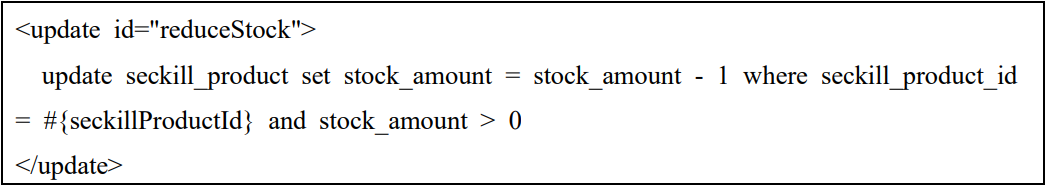 <update id="reduceStock">
update seckill_product set stock_amount = stock_amount - 1 where seckill_product_id
= #{seckillProductId} and stock_amount > 0
</update>